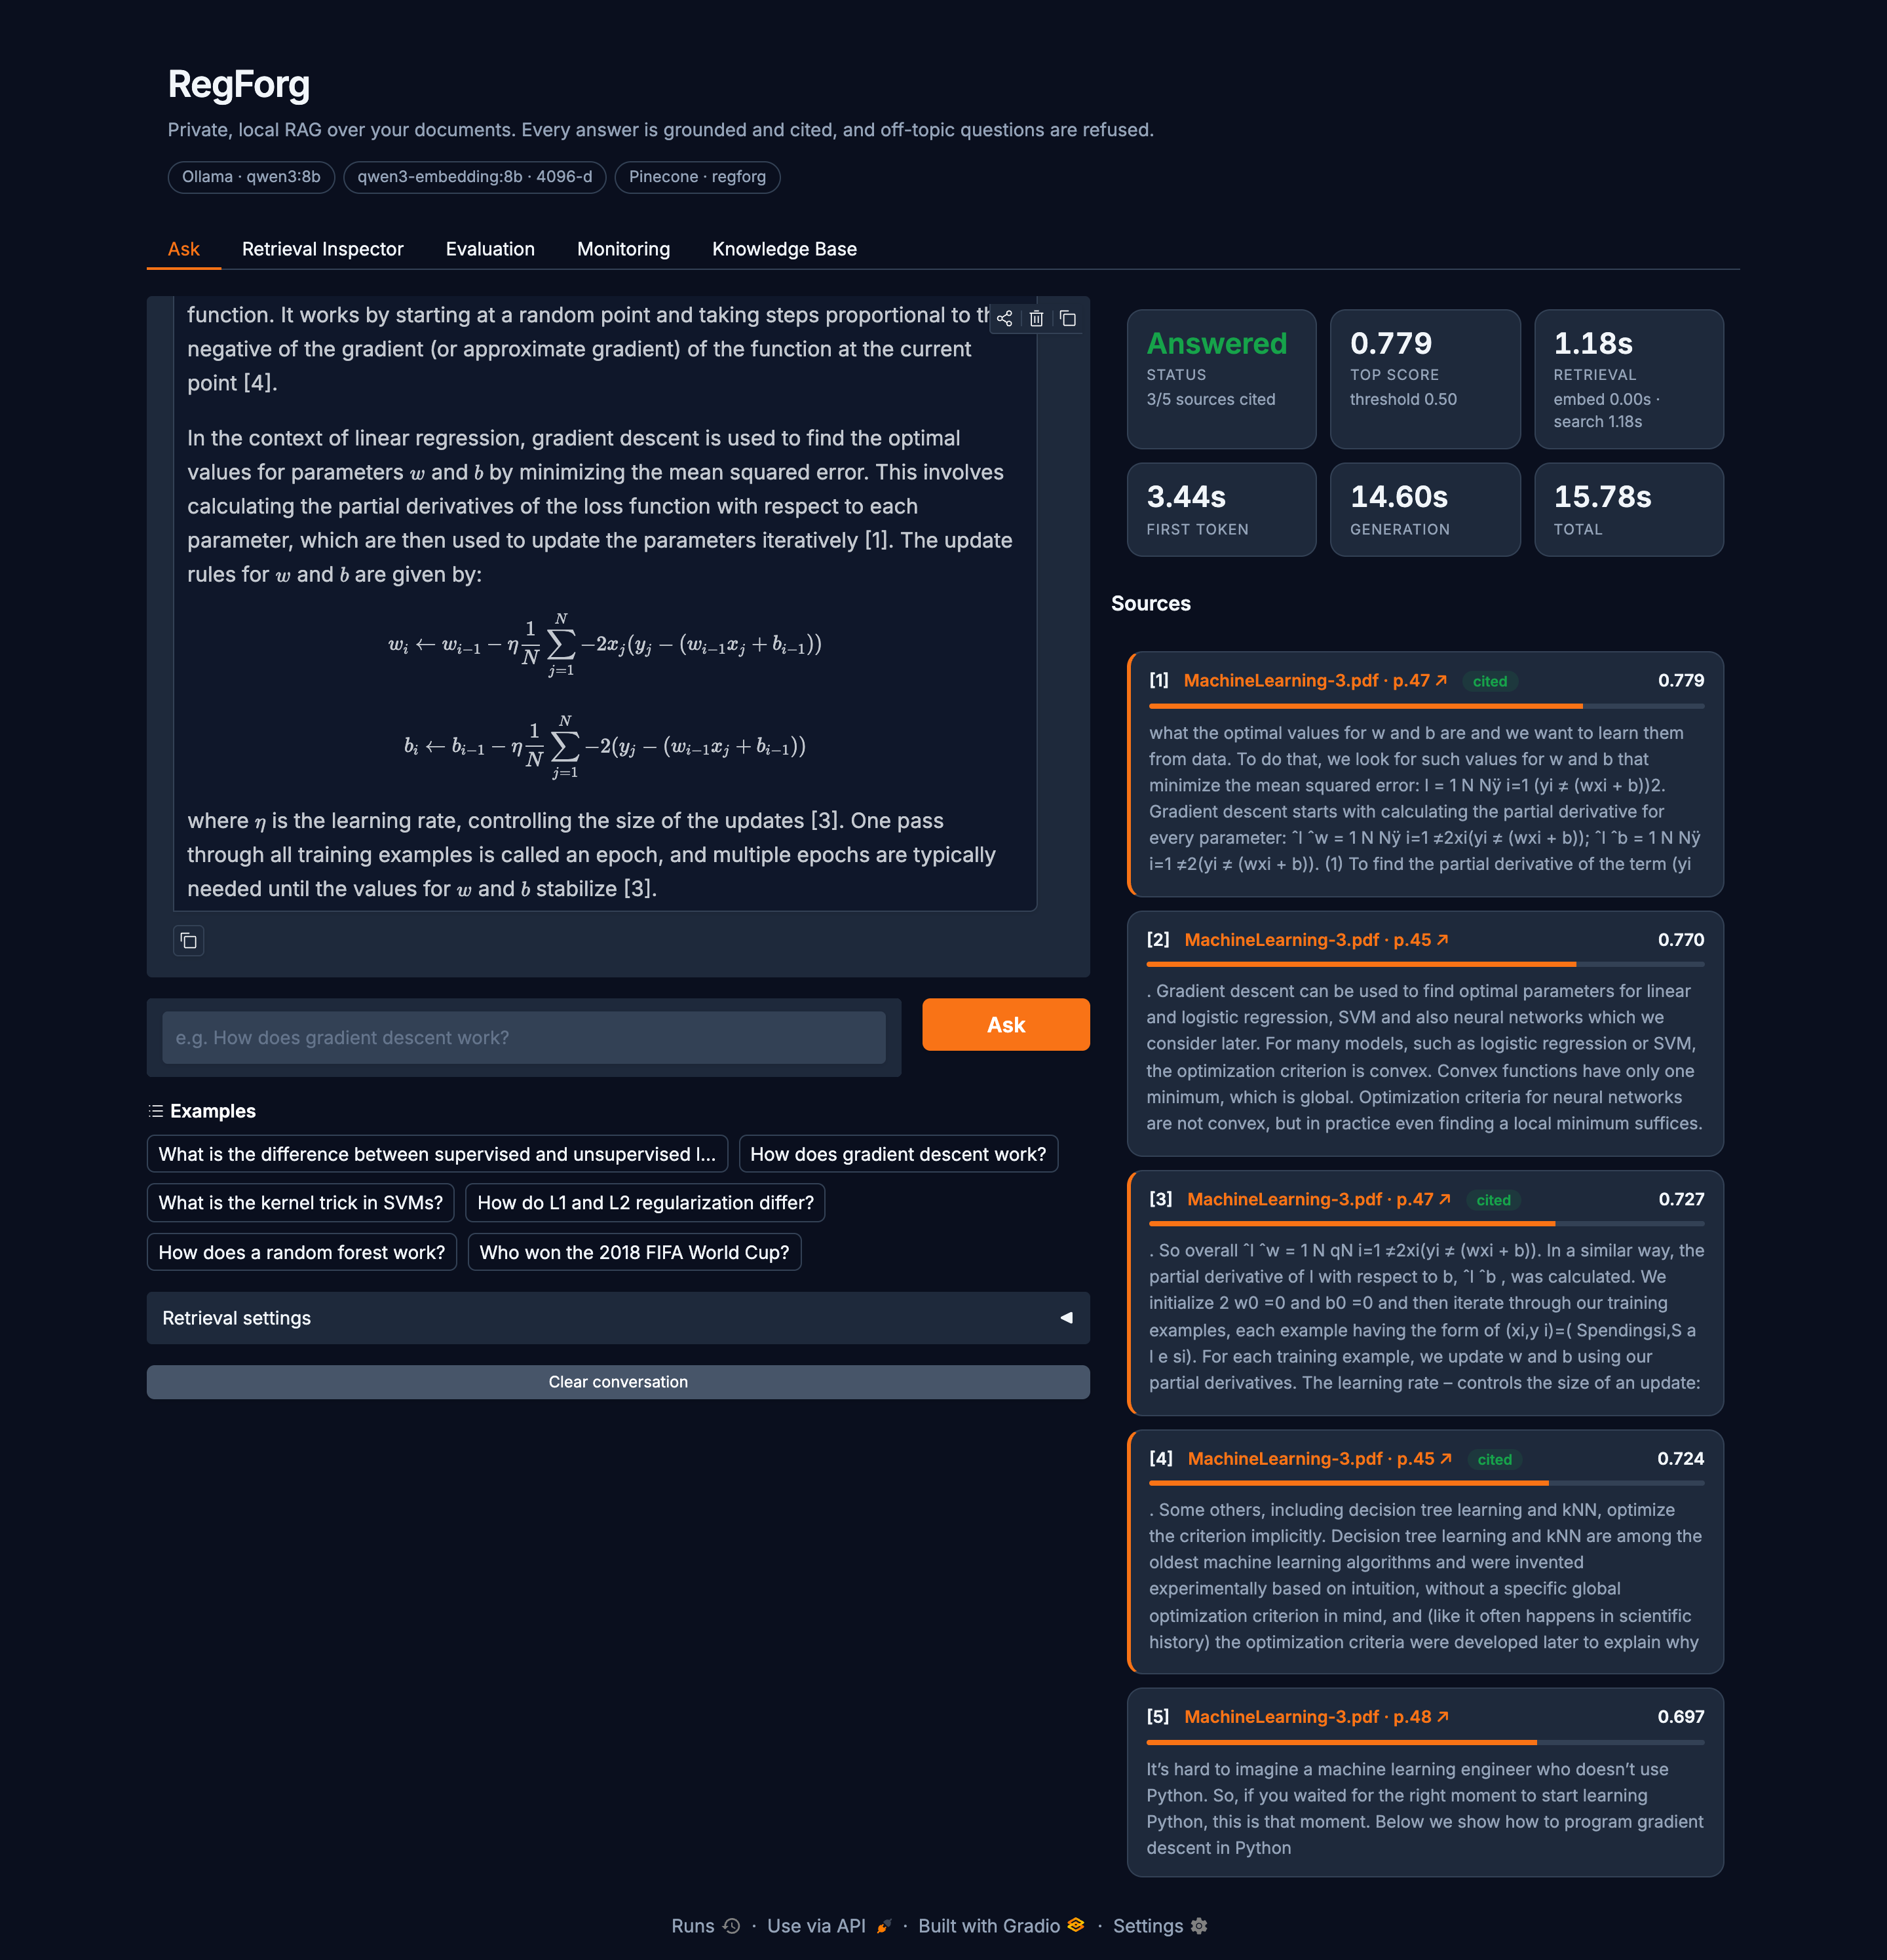 RegForg
Private, local RAG over your documents. Every answer is grounded and cited, and off-topic questions are refused.
Ollama · qwen3:8b
qwen3-embedding:8b · 4096-d
Pinecone · regforg
Ask
Retrieval Inspector
Evaluation
Monitoring
Knowledge Base
function. It works by starting at a random point and taking steps proportional to
negative of the gradient (or approximate gradient) of the function at the current
point [4].
In the context of linear regression, gradient descent is used to find the optimal
values for parameters w and b by minimizing the mean squared error. This involves
calculating the partial derivatives of the loss function with respect to each
parameter, which are then used to update the parameters iteratively [1]. The update
rules for w and b are given by:
w_i ← w_{i−1} − η \frac{1}{N} \sum_{j=1}^{N} −2x_j(y_j − (w_{i−1}x_j + b_{i−1}))
b_i ← b_{i−1} − η \frac{1}{N} \sum_{j=1}^{N} −2(y_j − (w_{i−1}x_j + b_{i−1}))
where η is the learning rate, controlling the size of the updates [3]. One pass
through all training examples is called an epoch, and multiple epochs are typically
needed until the values for w and b stabilize [3].
e.g. How does gradient descent work?
Ask
Examples
What is the difference between supervised and unsupervised l...
How does gradient descent work?
What is the kernel trick in SVMs?
How do L1 and L2 regularization differ?
How does a random forest work?
Who won the 2018 FIFA World Cup?
Retrieval settings
Clear conversation
Answered
STATUS
3/5 sources cited
0.779
TOP SCORE
threshold 0.50
1.18s
RETRIEVAL
embed 0.00s ·
search 1.18s
3.44s
FIRST TOKEN
14.60s
GENERATION
15.78s
TOTAL
Sources
[1] MachineLearning-3.pdf · p.47 ↗ cited 0.779
what the optimal values for w and b are and we want to learn them
from data. To do that, we look for such values for w and b that
minimize the mean squared error: l = 1 N Nÿ i=1 (yi ≠ (wxi + b))2.
Gradient descent starts with calculating the partial derivative for
every parameter: ˆl ˆw = 1 N Nÿ i=1 ≠2xi(yi ≠ (wxi + b)); ˆl ˆb = 1 N Nÿ
i=1 ≠2(yi ≠ (wxi + b)). (1) To find the partial derivative of the term (yi
[2] MachineLearning-3.pdf · p.45 ↗ 0.770
. Gradient descent can be used to find optimal parameters for linear
and logistic regression, SVM and also neural networks which we
consider later. For many models, such as logistic regression or SVM,
the optimization criterion is convex. Convex functions have only one
minimum, which is global. Optimization criteria for neural networks
are not convex, but in practice even finding a local minimum suffices.
[3] MachineLearning-3.pdf · p.47 ↗ cited 0.727
. So overall ˆl ˆw = 1 N qN i=1 ≠2xi(yi ≠ (wxi + b)). In a similar way, the
partial derivative of l with respect to b, ˆl ˆb , was calculated. We
initialize 2 w0 =0 and b0 =0 and then iterate through our training
examples, each example having the form of (xi,y i)=( Spendingsi,S a
l e si). For each training example, we update w and b using our
partial derivatives. The learning rate – controls the size of an update:
[4] MachineLearning-3.pdf · p.45 ↗ cited 0.724
. Some others, including decision tree learning and kNN, optimize
the criterion implicitly. Decision tree learning and kNN are among the
oldest machine learning algorithms and were invented
experimentally based on intuition, without a specific global
optimization criterion in mind, and (like it often happens in scientific
history) the optimization criteria were developed later to explain why
[5] MachineLearning-3.pdf · p.48 ↗ 0.697
It's hard to imagine a machine learning engineer who doesn't use
Python. So, if you waited for the right moment to start learning
Python, this is that moment. Below we show how to program gradient
descent in Python
Runs · Use via API · Built with Gradio · Settings